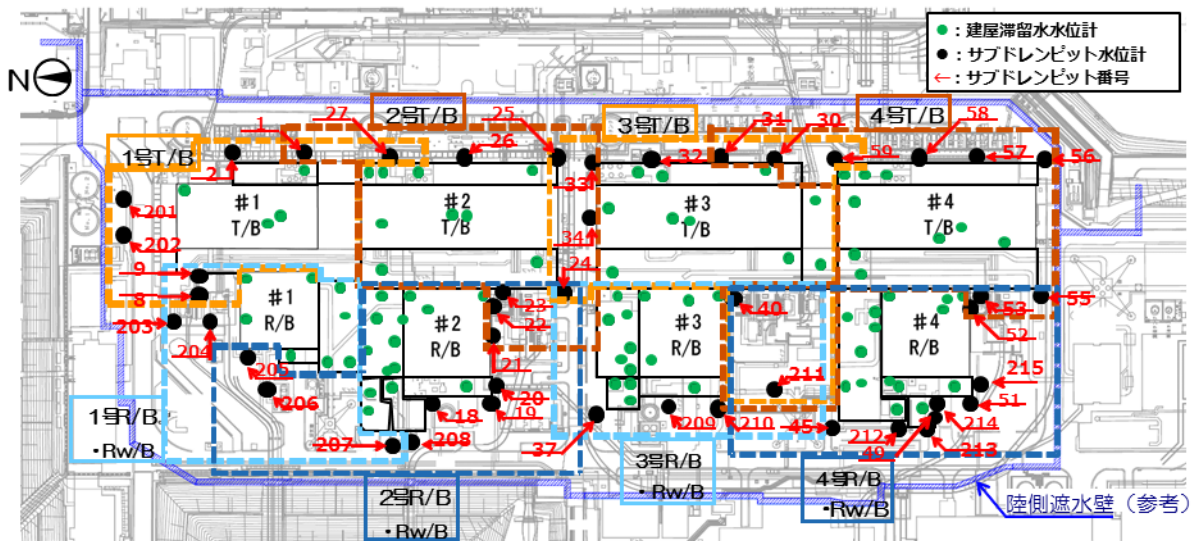 ● : 建屋滞留水水位計
● : サブドレンピット水位計
← : サブドレンピット番号
N
1号T/B
2号T/B
3号T/B
4号T/B
1
2
27
26
25
33
32
31
30
59
58
57
56
201
202
9
8
203
204
205
206
207
208
34
24
23
22
21
20
19
18
37
209
210
40
211
45
212
49
213
214
51
215
52
53
55
#1
T/B
#2
T/B
#3
T/B
#4
T/B
#1
R/B
#2
R/B
#3
R/B
#4
R/B
1号R/B
・Rw/B
2号R/B
・Rw/B
3号R/B
・Rw/B
4号R/B
・Rw/B
陸側遮水壁（参考）